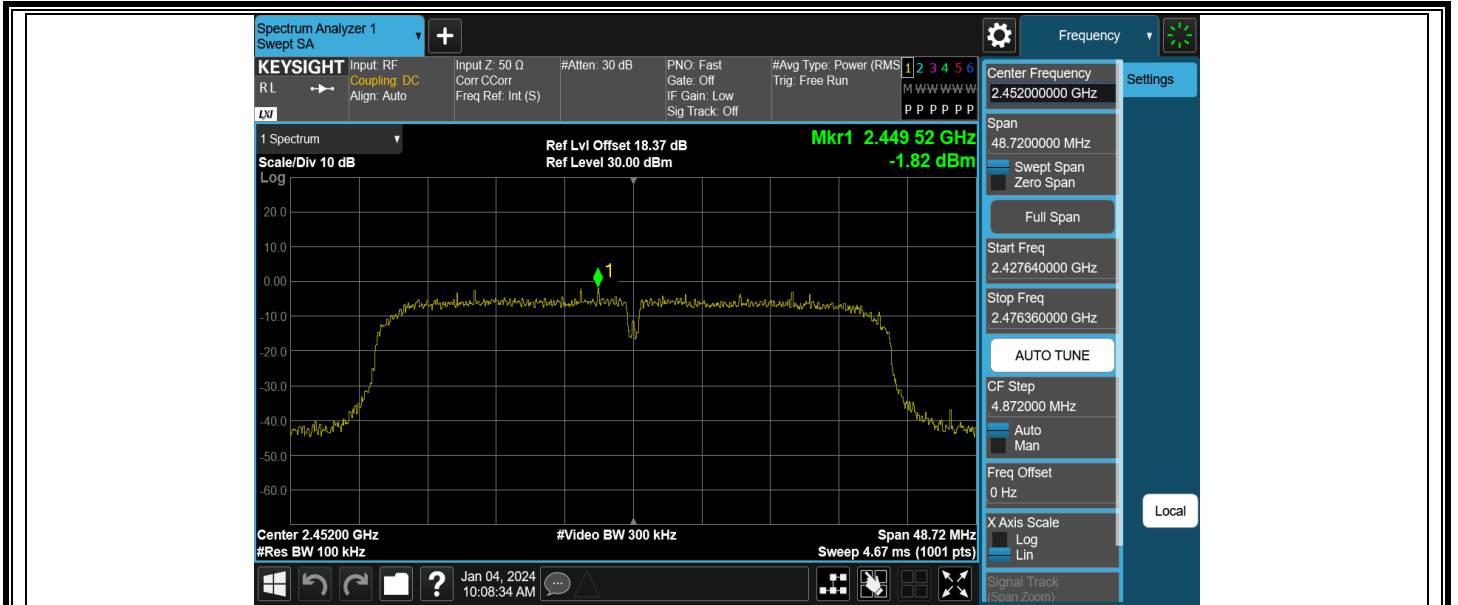 Spectrum Analyzer 1
Swept SA
Frequency
KEYSIGHT
RL
LXI
Input: RF
Coupling: DC
Align: Auto
Input Z: 50 Ω
Corr CCorr
Freq Ref: Int (S)
#Atten: 30 dB
PNO: Fast
Gate: Off
IF Gain: Low
Sig Track: Off
#Avg Type: Power (RMS
Trig: Free Run
1 2 3 4 5 6
M W W W W W
P P P P P P
1 Spectrum
Scale/Div 10 dB
Log
Ref Lvl Offset 18.37 dB
Ref Level 30.00 dBm
Mkr1 2.449 52 GHz
-1.82 dBm
20.0
10.0
0.00
-10.0
-20.0
-30.0
-40.0
-50.0
-60.0
1
Center 2.45200 GHz
#Res BW 100 kHz
#Video BW 300 kHz
Span 48.72 MHz
Sweep 4.67 ms (1001 pts)
Jan 04, 2024
10:08:34 AM
Center Frequency
2.452000000 GHz
Settings
Span
48.7200000 MHz
Swept Span
Zero Span
Full Span
Start Freq
2.427640000 GHz
Stop Freq
2.476360000 GHz
AUTO TUNE
CF Step
4.872000 MHz
Auto
Man
Freq Offset
0 Hz
X Axis Scale
Log
Lin
Local
Signal Track
(Span Zoom)